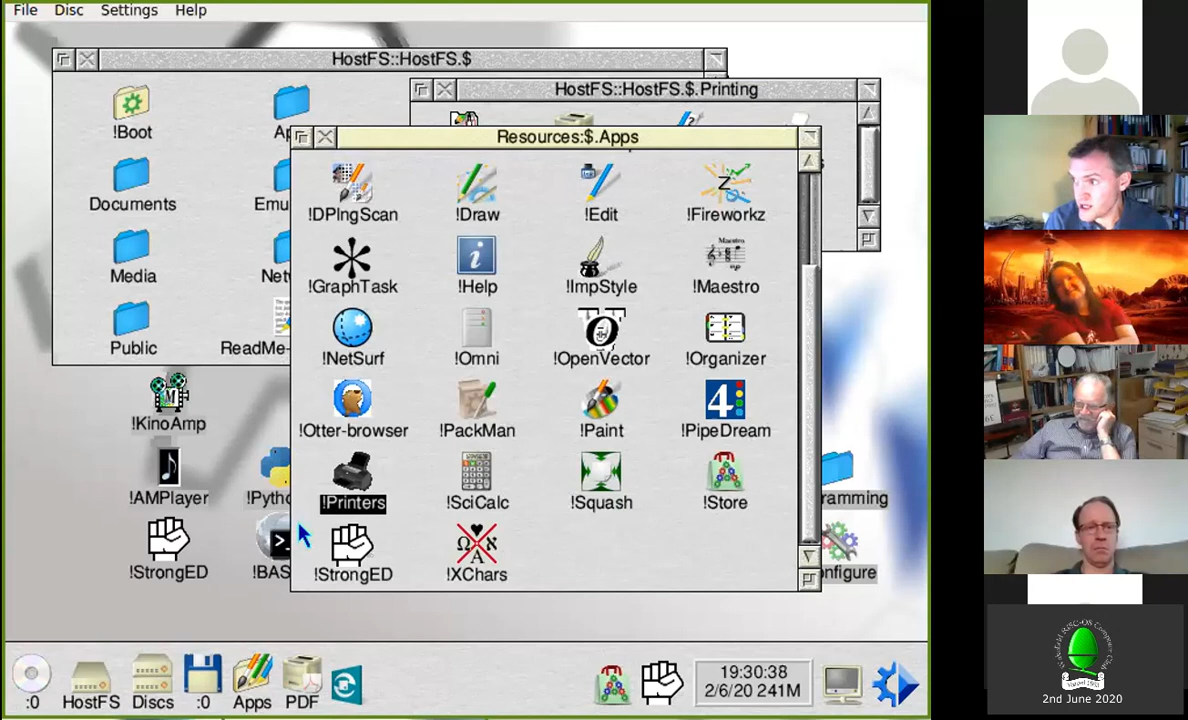 File Disc Settings Help
HostFS::HostFS.$
HostFS::HostFS.$.Printing
Resources:$.Apps
!Boot
Documents
Media
Public
!DPlngScan !Draw !Edit !Fireworkz
!GraphTask !Help !ImpStyle !Maestro
Maestro
!NetSurf !Omni !OpenVector !Organizer
!Otter-browser !PackMan !Paint !PipeDream
4
!Printers !SciCalc !Squash !Store
!StrongED !XChars
!KinoAmp
!AMPlayer
!StrongED
:0 HostFS Discs :0 Apps PDF
19:30:38
2/6/20 241M
2nd June 2020